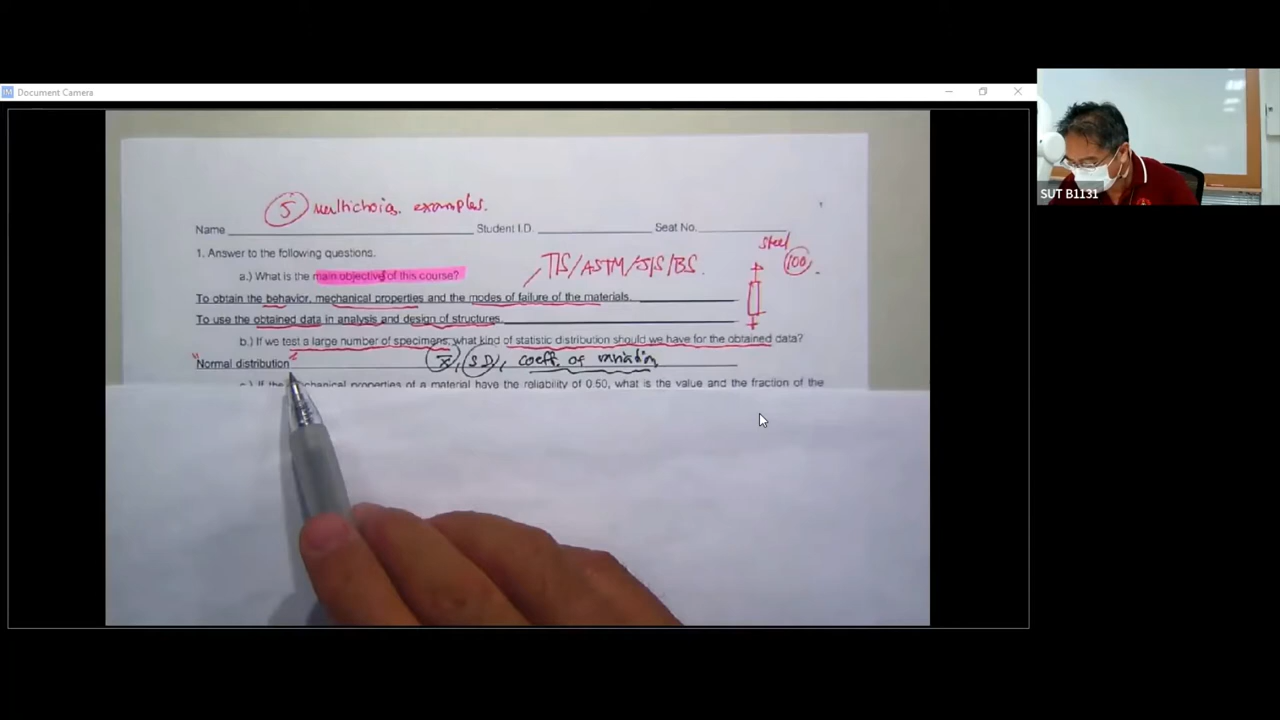 Document Camera
SUT B1131
5 multichoics. examples.
Name Student I.D. Seat No.
steel
100
1. Answer to the following questions.
TIS/ASTM/JIS/BS.
a.) What is the main objectives of this course?
To obtain the behavior, mechanical properties and the modes of failure of the materials.
To use the obtained data in analysis and design of structures.
b.) If we test a large number of specimens, what kind of statistic distribution should we have for the obtained data?
"Normal distribution" x̄, SD, coeff. of variation
c.) If the mechanical properties of a material have the reliability of 0.50, what is the value and the fraction of the